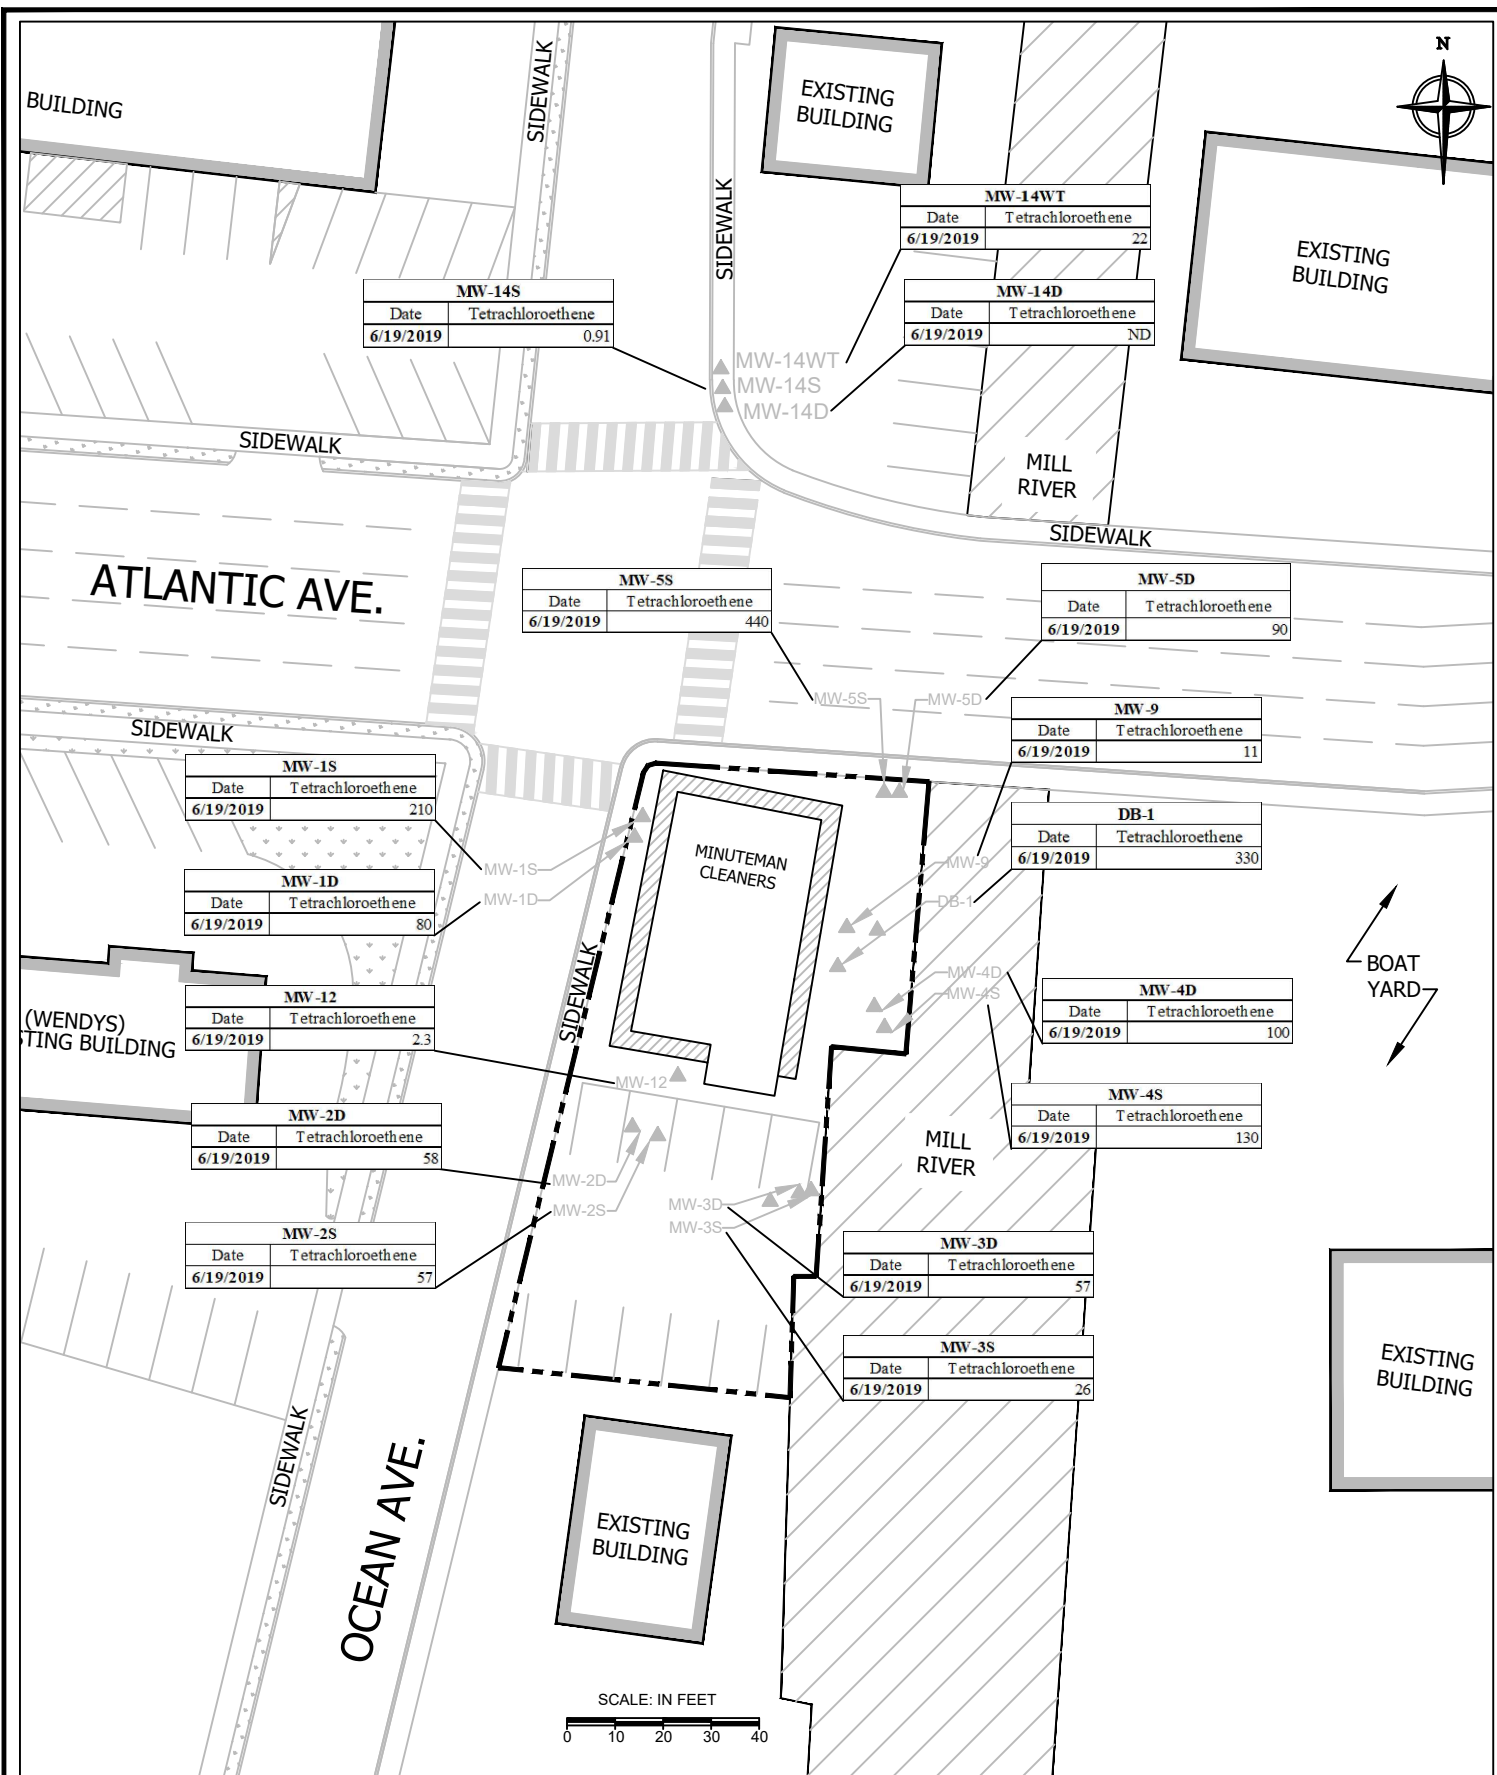 N
BUILDING
SIDEWALK
EXISTING
BUILDING
SIDEWALK
MW-14WT
Date Tetrachloroethene
6/19/2019 22
EXISTING
BUILDING
MW-14S
Date Tetrachloroethene
6/19/2019 0.91
MW-14D
Date Tetrachloroethene
6/19/2019 ND
MW-14WT
MW-14S
MW-14D
SIDEWALK
MILL
RIVER
SIDEWALK
ATLANTIC AVE.
MW-5S
Date Tetrachloroethene
6/19/2019 440
MW-5D
Date Tetrachloroethene
6/19/2019 90
MW-5S
MW-5D
SIDEWALK
MW-9
Date Tetrachloroethene
6/19/2019 11
MW-1S
Date Tetrachloroethene
6/19/2019 210
DB-1
Date Tetrachloroethene
6/19/2019 330
MINUTEMAN
CLEANERS
MW-1S
MW-1D
MW-9
DB-1
MW-1D
Date Tetrachloroethene
6/19/2019 80
SIDEWALK
BOAT
YARD
MW-4D
MW-4S
MW-12
Date Tetrachloroethene
6/19/2019 2.3
(WENDYS)
STING BUILDING
MW-4D
Date Tetrachloroethene
6/19/2019 100
MW-12
MW-4S
Date Tetrachloroethene
6/19/2019 130
MW-2D
Date Tetrachloroethene
6/19/2019 58
MILL
RIVER
MW-2D
MW-2S
MW-3D
MW-3S
MW-2S
Date Tetrachloroethene
6/19/2019 57
MW-3D
Date Tetrachloroethene
6/19/2019 57
MW-3S
Date Tetrachloroethene
6/19/2019 26
EXISTING
BUILDING
SIDEWALK
OCEAN AVE.
EXISTING
BUILDING
SCALE: IN FEET
0 10 20 30 40